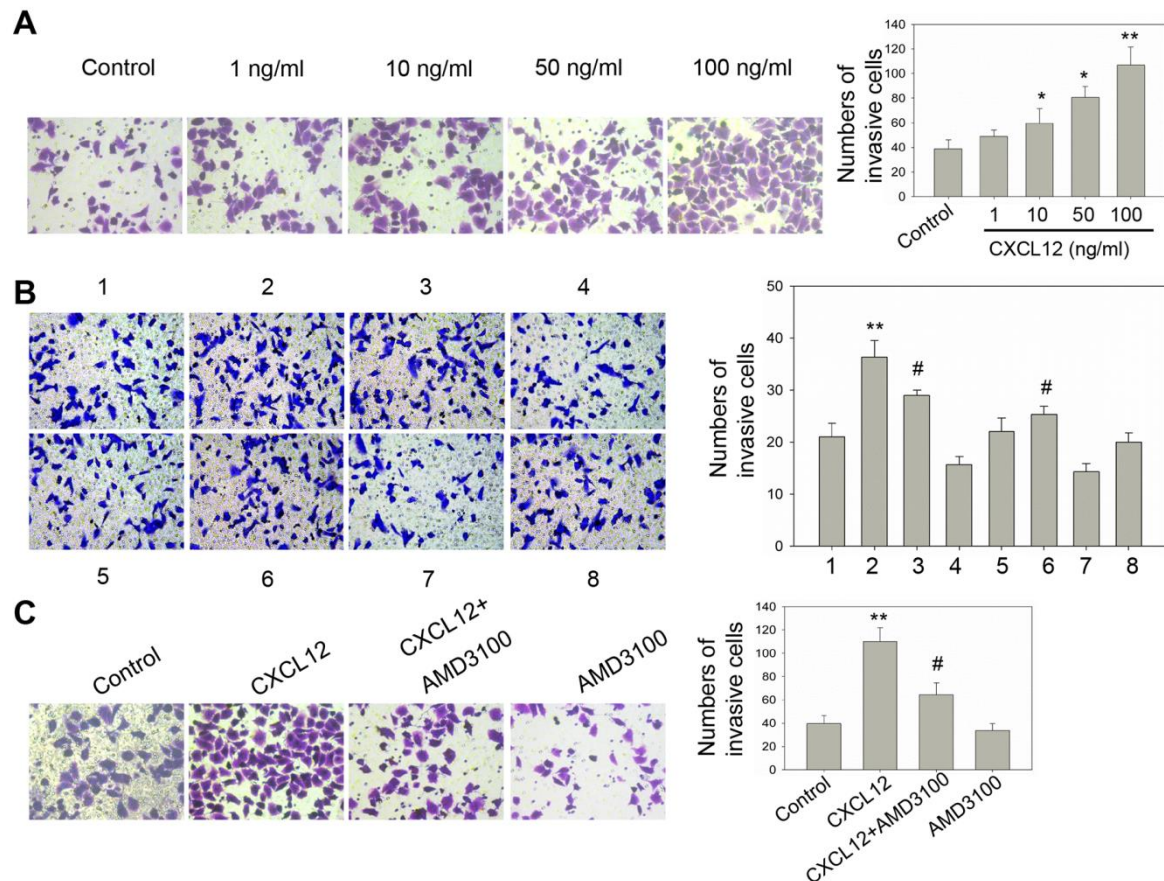 A
Control
1 ng/ml
10 ng/ml
50 ng/ml
100 ng/ml
Numbers of
invasive cells
140
120
100
80
60
40
20
0
*
*
**
Control
1
10
50
100
CXCL12 (ng/ml)
B
1
2
3
4
5
6
7
8
Numbers of
invasive cells
50
40
30
20
10
0
**
#
#
1
2
3
4
5
6
7
8
C
Control
CXCL12
CXCL12+
AMD3100
AMD3100
Numbers of
invasive cells
140
120
100
80
60
40
20
0
**
#
Control
CXCL12
CXCL12+AMD3100
AMD3100